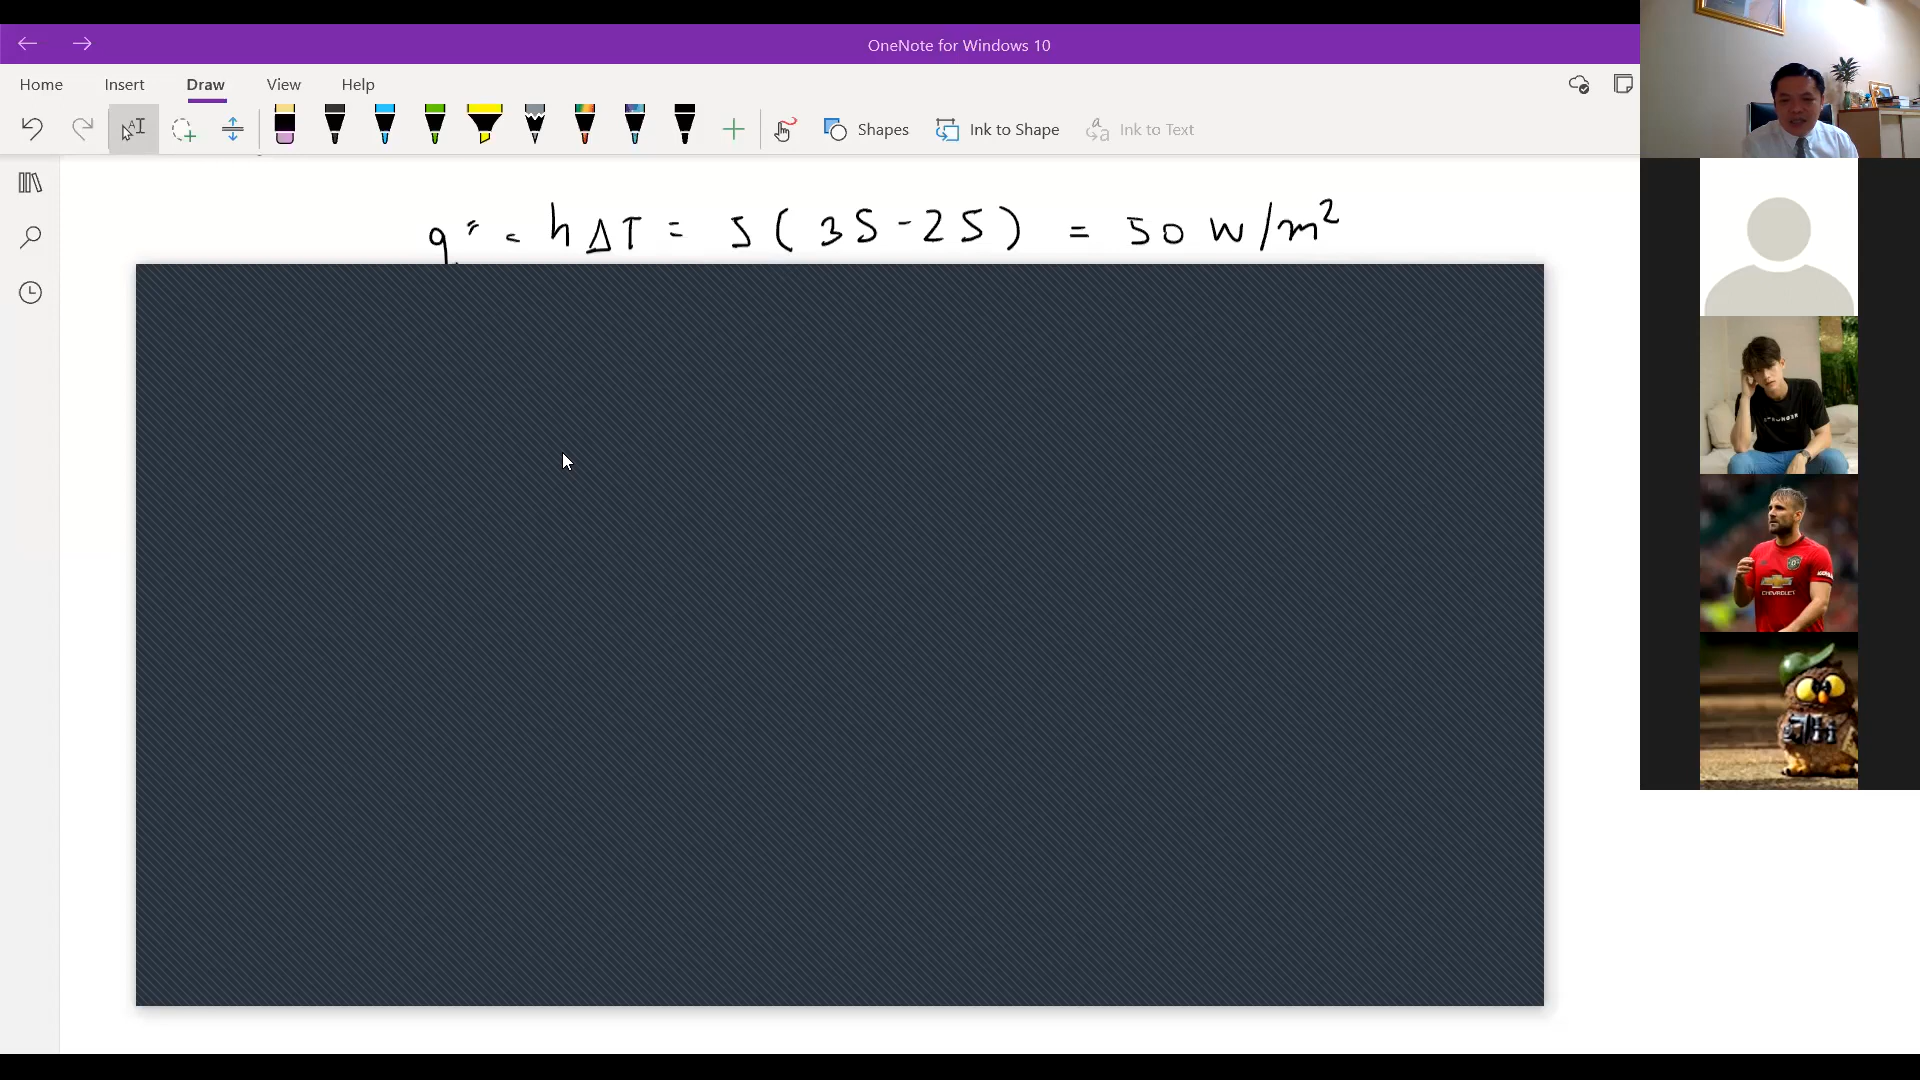 OneNote for Windows 10
Home Insert Draw View Help
Shapes Ink to Shape Ink to Text
q" = h Δ T = 5 ( 35 - 25 ) = 50 W/m²
CHEVROLET